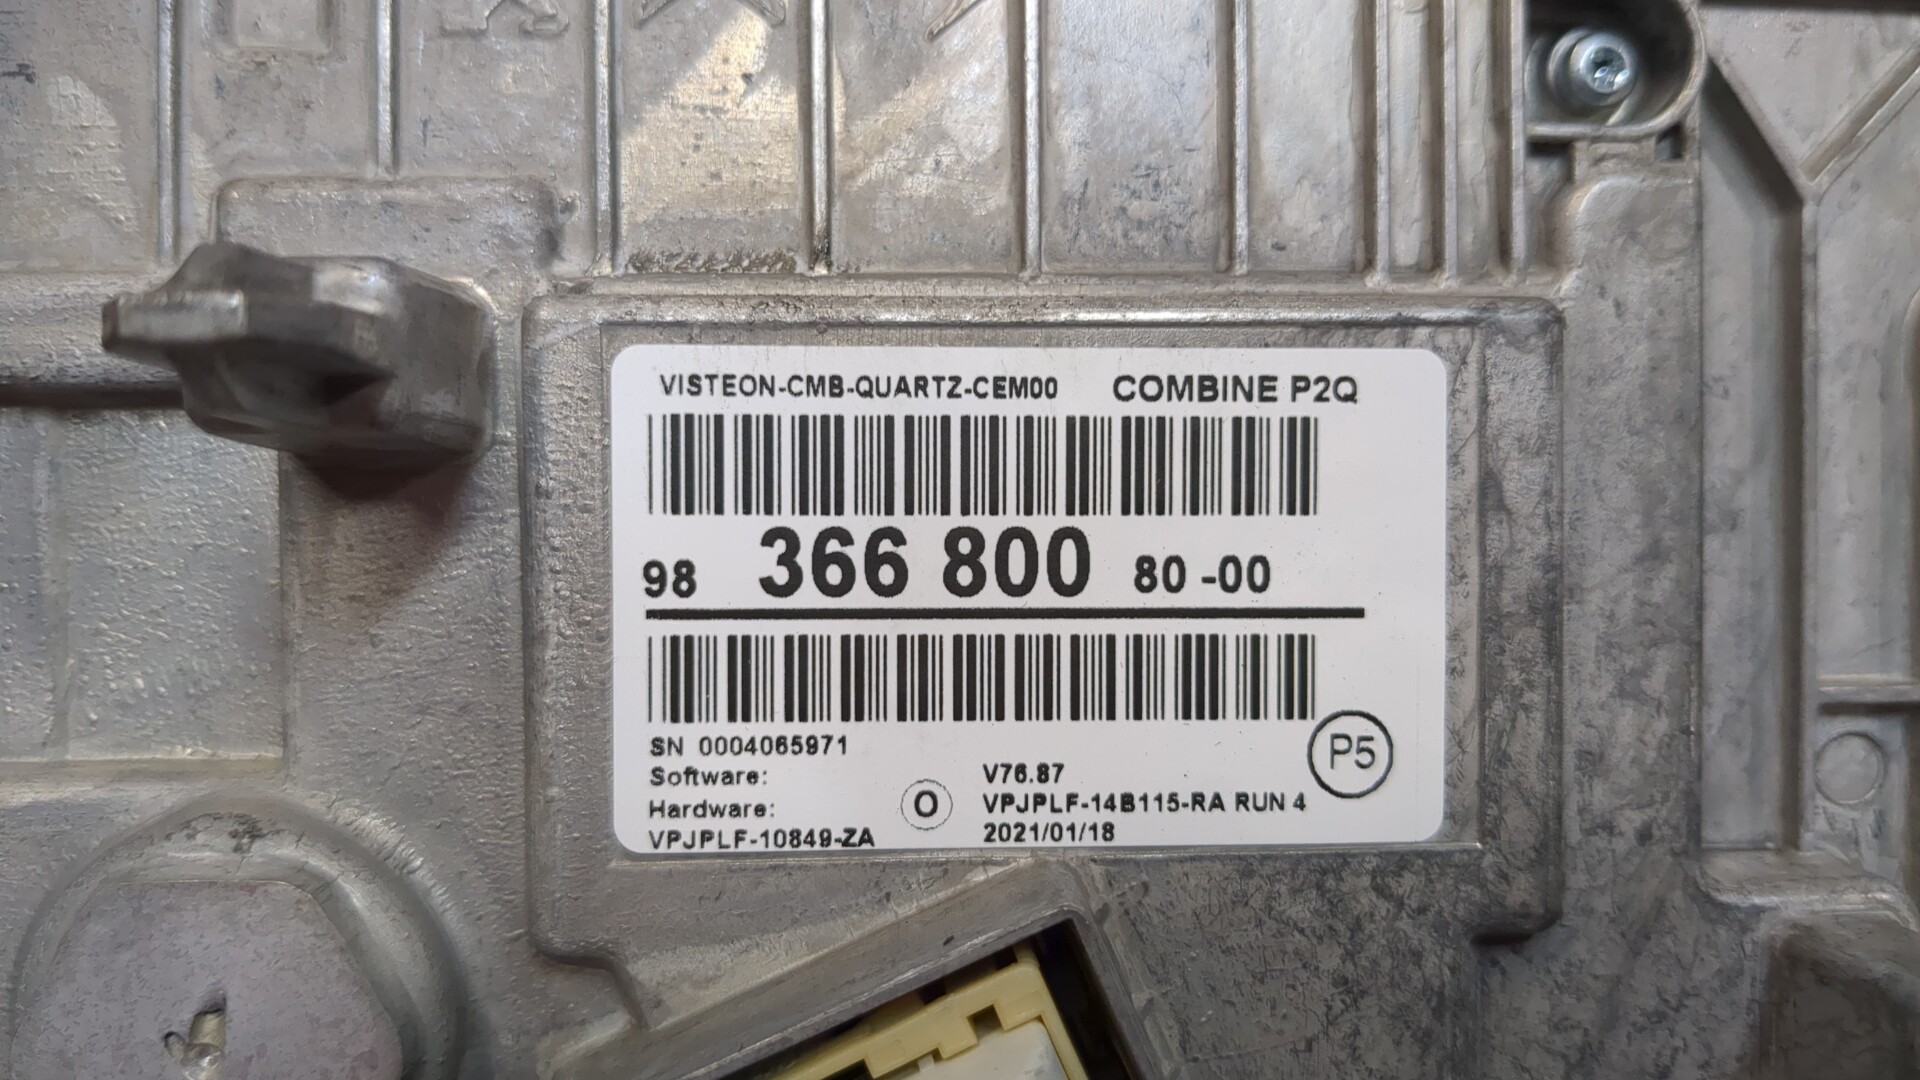 VISTEON-CMB-QUARTZ-CEM00 COMBINE P2Q
98 366 800 80 -00
SN 0004065971
P5
Software: V76.87
Hardware: O VPJPLF-14B115-RA RUN 4
VPJPLF-10849-ZA 2021/01/18